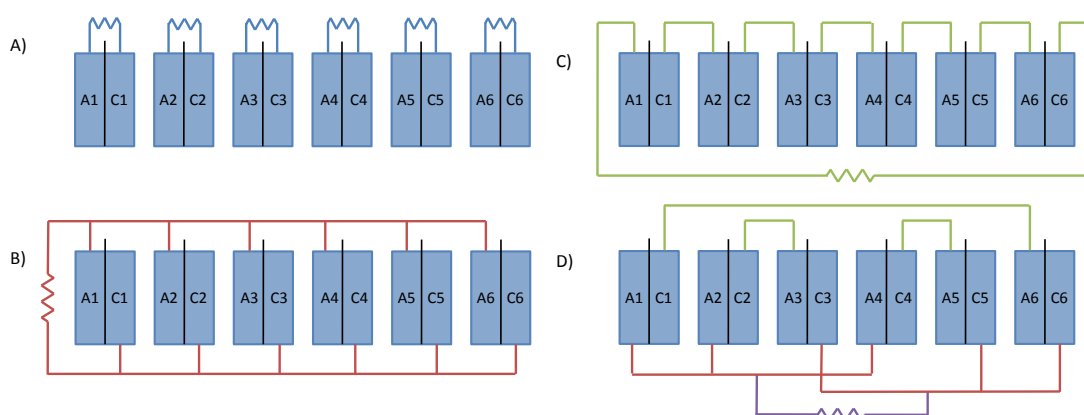 A)
A1 C1 A2 C2 A3 C3 A4 C4 A5 C5 A6 C6
C)
A1 C1 A2 C2 A3 C3 A4 C4 A5 C5 A6 C6
B)
A1 C1 A2 C2 A3 C3 A4 C4 A5 C5 A6 C6
D)
A1 C1 A2 C2 A3 C3 A4 C4 A5 C5 A6 C6